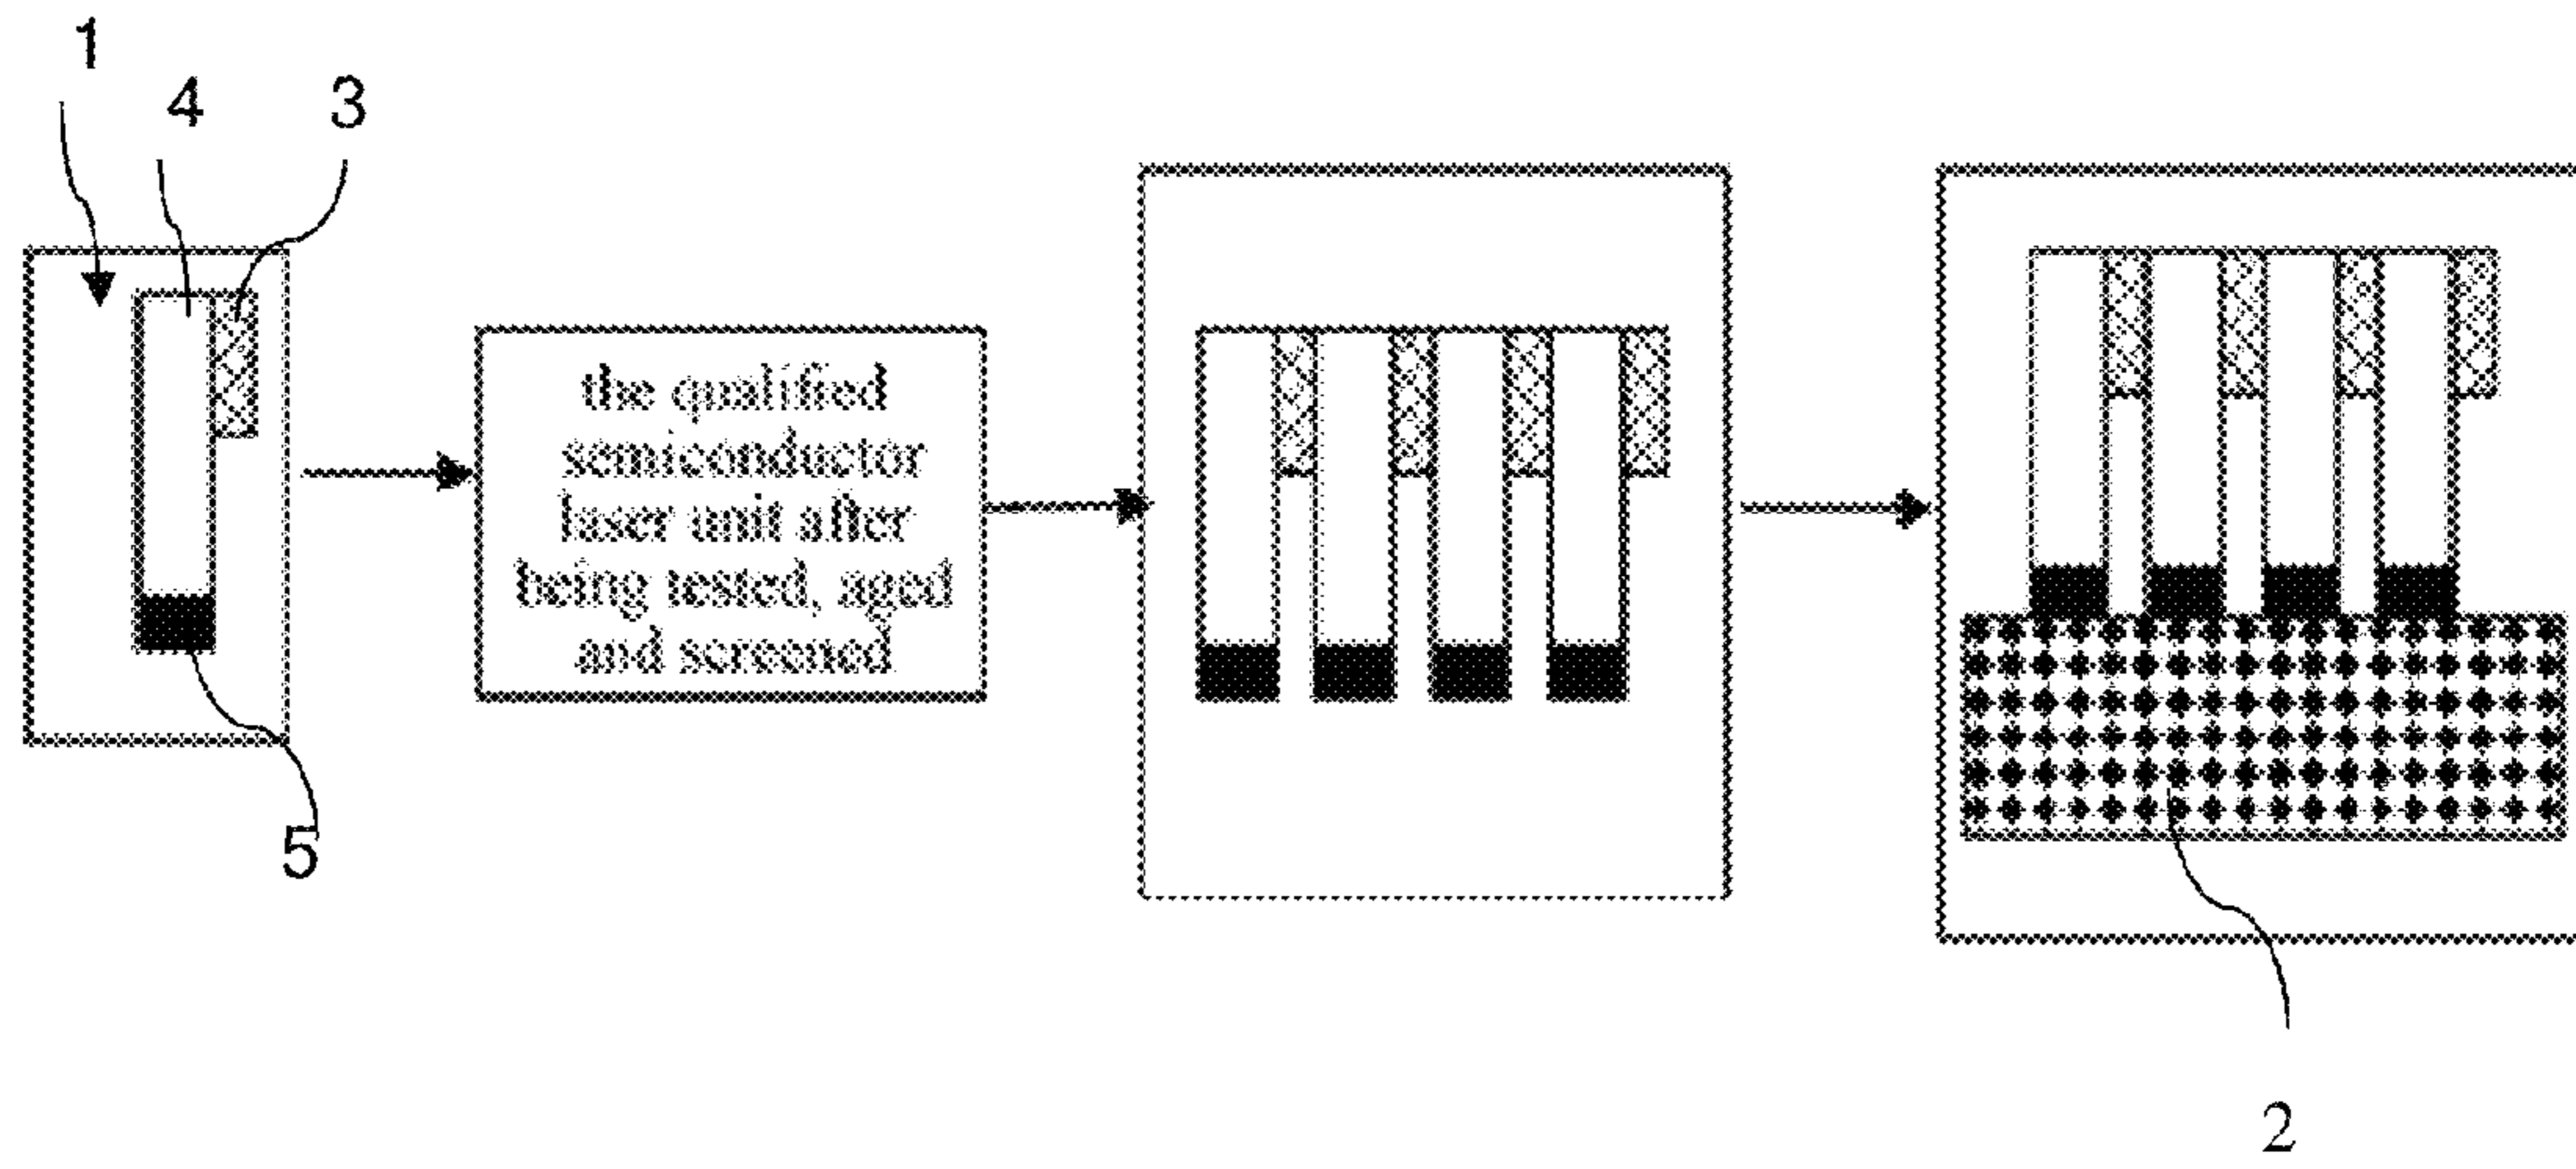 1
4
3
the qualified
semiconductor
laser unit after
being tested, aged
and screened
5
2